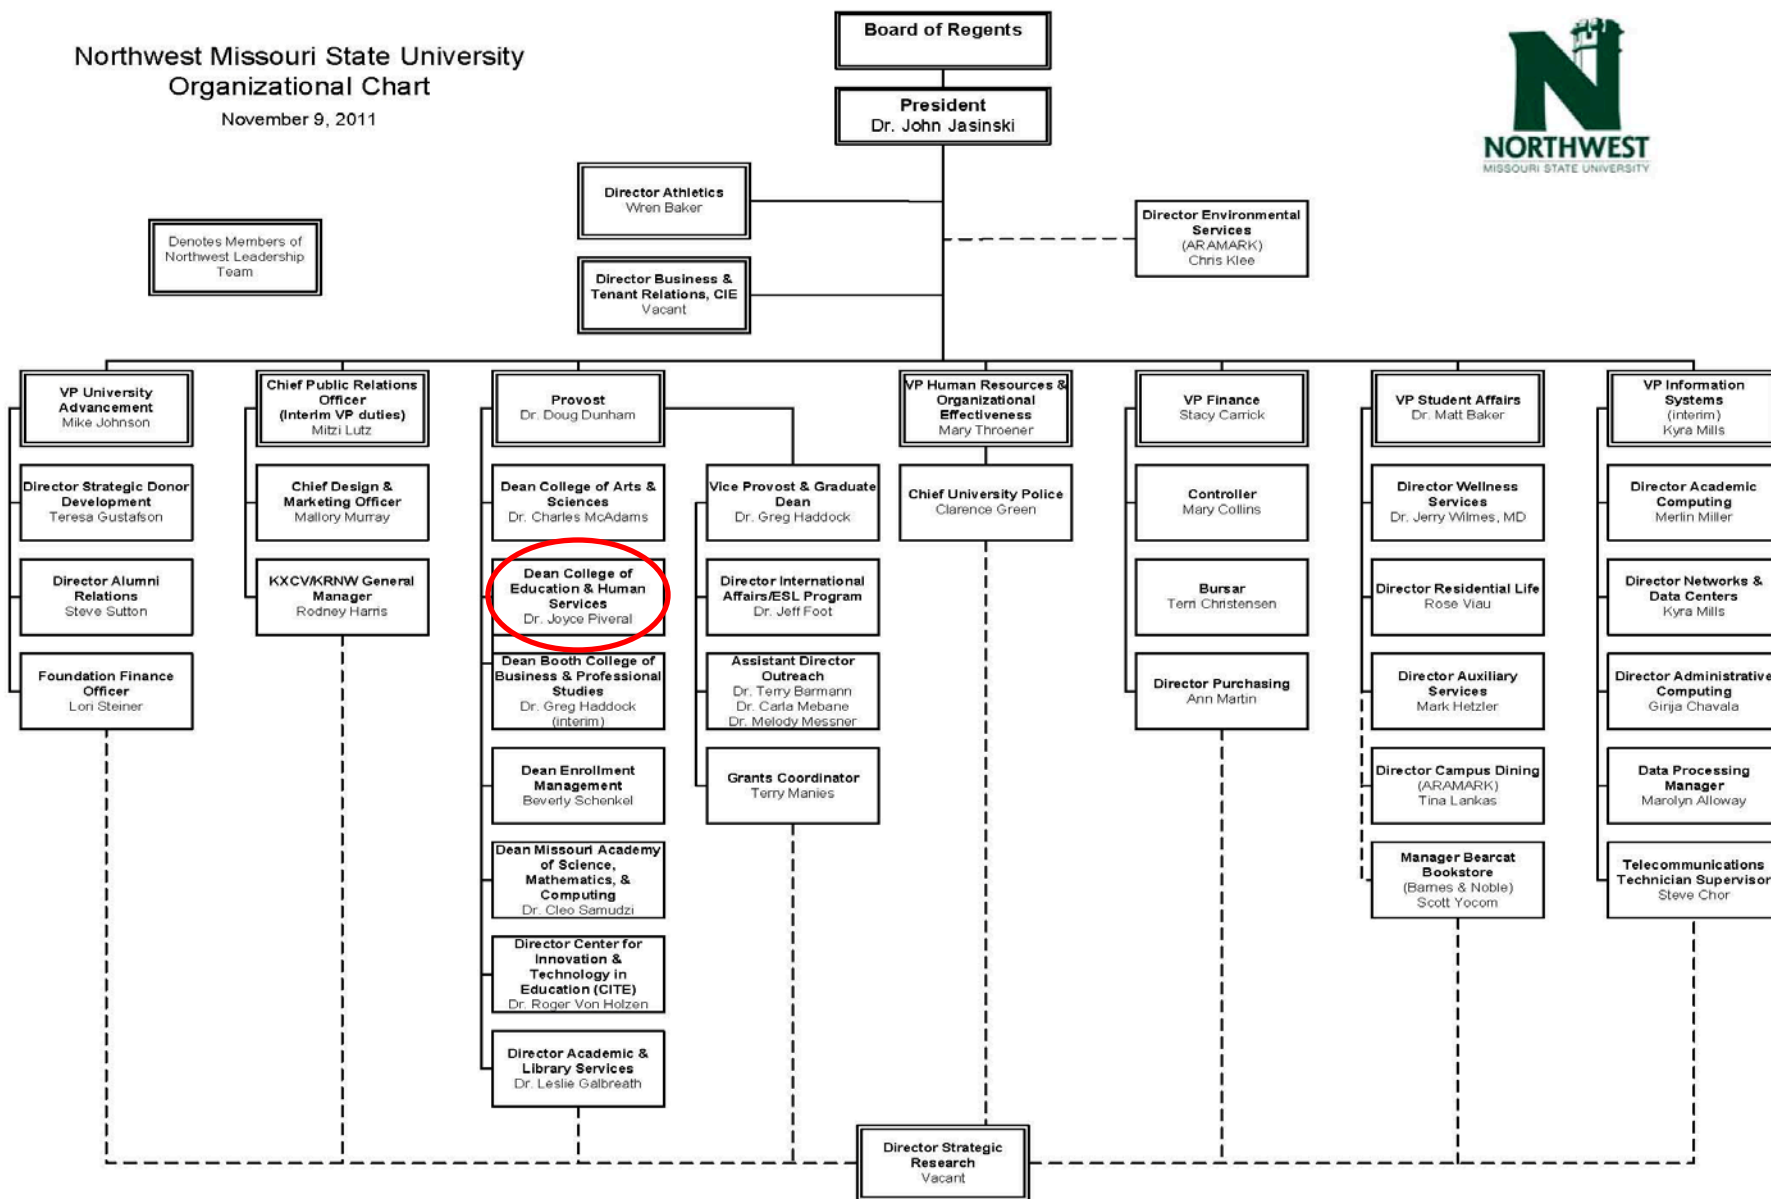 Northwest Missouri State University
Organizational Chart
November 9, 2011
Board of Regents
President
Dr. John Jasinski
NORTHWEST
MISSOURI STATE UNIVERSITY
Director Athletics
Wren Baker
Director Environmental
Services
(ARAMARK)
Chris Klee
Denotes Members of
Northwest Leadership
Team
Director Business &
Tenant Relations, CIE
Vacant
VP University
Advancement
Mike Johnson
Director Strategic Donor
Development
Teresa Gustafson
Director Alumni
Relations
Steve Sutton
Foundation Finance
Officer
Lori Steiner
Chief Public Relations
Officer
(Interim VP duties)
Mitzi Lutz
Chief Design &
Marketing Officer
Mallory Murray
KXCV/KRNW General
Manager
Rodney Harris
Provost
Dr. Doug Dunham
Dean College of Arts &
Sciences
Dr. Charles McAdams
Dean College of
Education & Human
Services
Dr. Joyce Piveral
Dean Booth College of
Business & Professional
Studies
Dr. Greg Haddock
(interim)
Dean Enrollment
Management
Beverly Schenkel
Dean Missouri Academy
of Science,
Mathematics, &
Computing
Dr. Cleo Samudzi
Director Center for
Innovation &
Technology in
Education (CITE)
Dr. Roger Von Holzen
Director Academic &
Library Services
Dr. Leslie Galbreath
Vice Provost & Graduate
Dean
Dr. Greg Haddock
Director International
Affairs/ESL Program
Dr. Jeff Foot
Assistant Director
Outreach
Dr. Terry Barmann
Dr. Carla Mebane
Dr. Melody Messner
Grants Coordinator
Terry Manies
VP Human Resources &
Organizational
Effectiveness
Mary Throener
Chief University Police
Clarence Green
VP Finance
Stacy Carrick
Controller
Mary Collins
Bursar
Terri Christensen
Director Purchasing
Ann Martin
VP Student Affairs
Dr. Matt Baker
Director Wellness
Services
Dr. Jerry Wilmes, MD
Director Residential Life
Rose Viau
Director Auxiliary
Services
Mark Hetzler
Director Campus Dining
(ARAMARK)
Tina Lankas
Manager Bearcat
Bookstore
(Barnes & Noble)
Scott Yocom
VP Information
Systems
(interim)
Kyra Mills
Director Academic
Computing
Merlin Miller
Director Networks &
Data Centers
Kyra Mills
Director Administrative
Computing
Girija Chavala
Data Processing
Manager
Marolyn Alloway
Telecommunications
Technician Supervisor
Steve Chor
Director Strategic
Research
Vacant